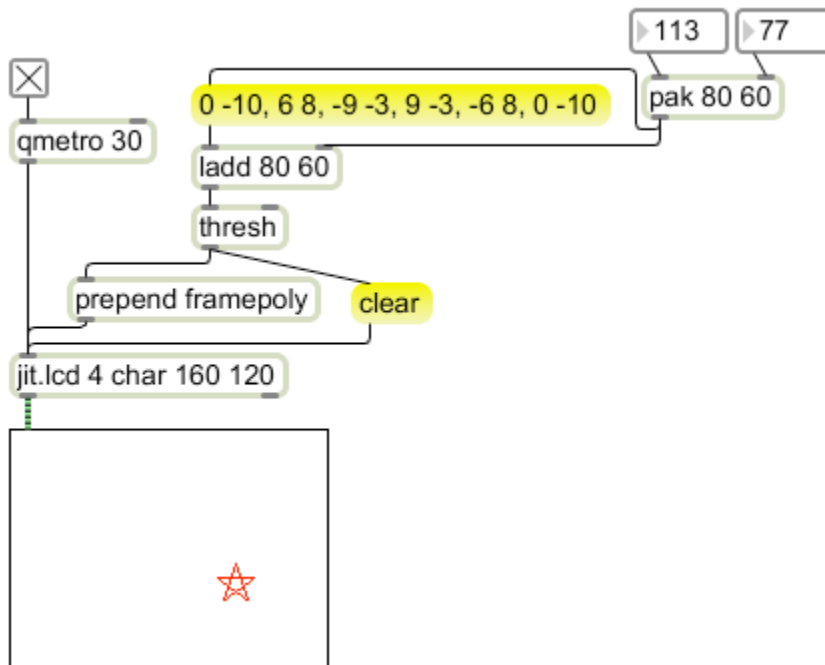 113
77
0 -10, 6 8, -9 -3, 9 -3, -6 8, 0 -10
pak 80 60
qmetro 30
ladd 80 60
thresh
prepend framepoly
clear
jit.lcd 4 char 160 120